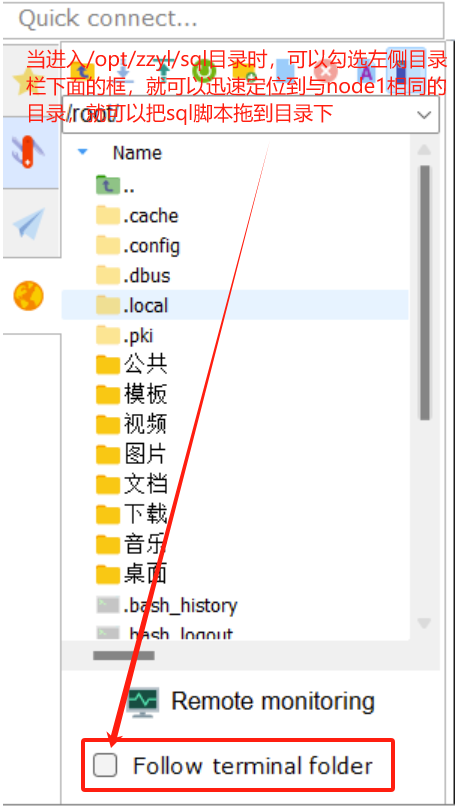 Quick connect...
当进入/opt/zzyl/sql目录时，可以勾选左侧目录
栏下面的框，就可以迅速定位到与node1相同的
目录，就可以把sql脚本拖到目录下
/root/
Name
..
.cache
.config
.dbus
.local
.pki
公共
模板
视频
图片
文档
下载
音乐
桌面
.bash_history
.bash_logout
Remote monitoring
Follow terminal folder